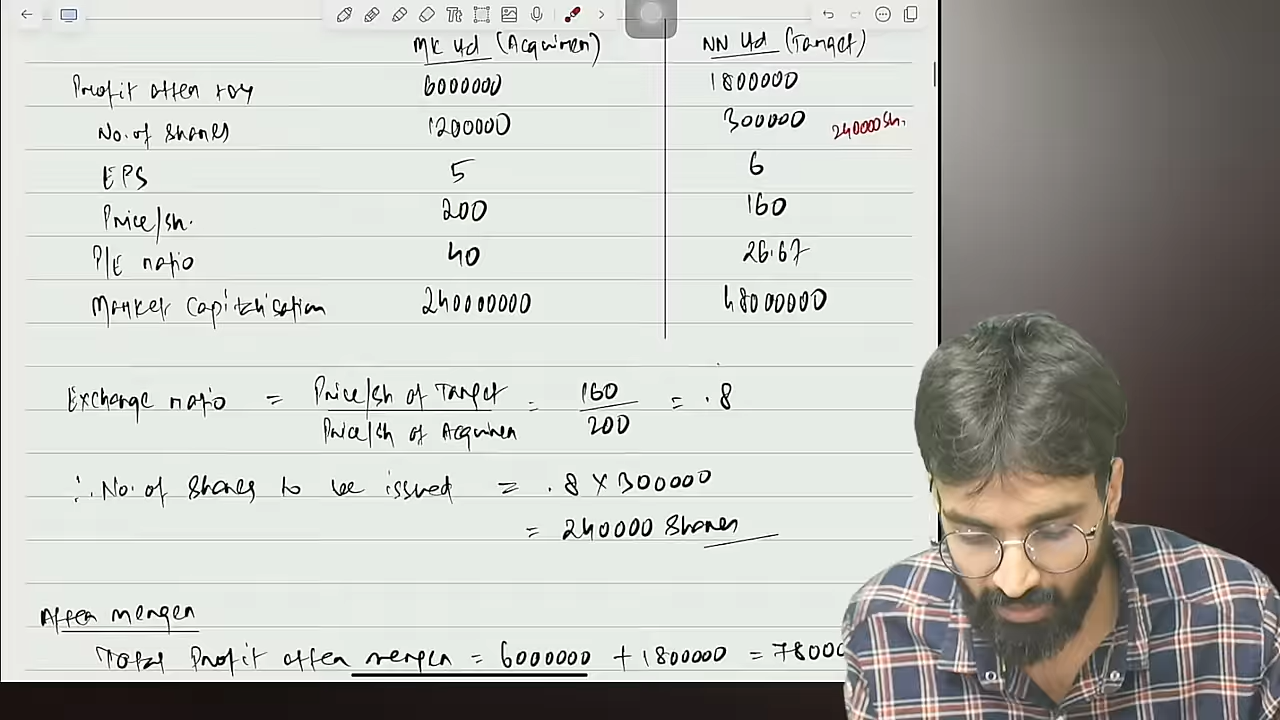 MK Ltd (Acquirer) NN Ltd (Target)
Profit after tax 6000000 1800000
No. of shares 1200000 300000 240000 sh.
EPS 5 6
Price/sh. 200 160
P/E ratio 40 26.67
Market Capitalisation 240000000 48000000
Exchange ratio = Price/sh of Target / Price/sh of Acquirer = 160 / 200 = .8
∴ No. of shares to be issued = .8 × 300000
= 240000 shares
After merger
Total Profit after merger = 6000000 + 1800000 = 78000